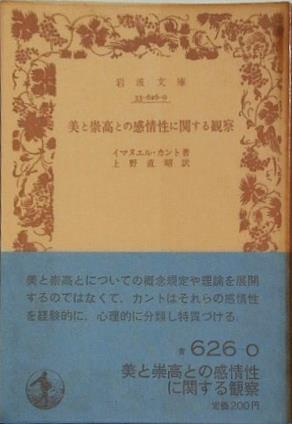 岩波文庫
33-626-0
美と崇高との感情性に関する観察
イマヌエル・カント著
上野直昭訳
美と崇高とについての概念規定や理論を展開
するのではなくて、カントはそれらの感情性
を経験的に、心理的に分類し特質づける。
青 626-0
美と崇高との感情性
に関する観察
定価200円